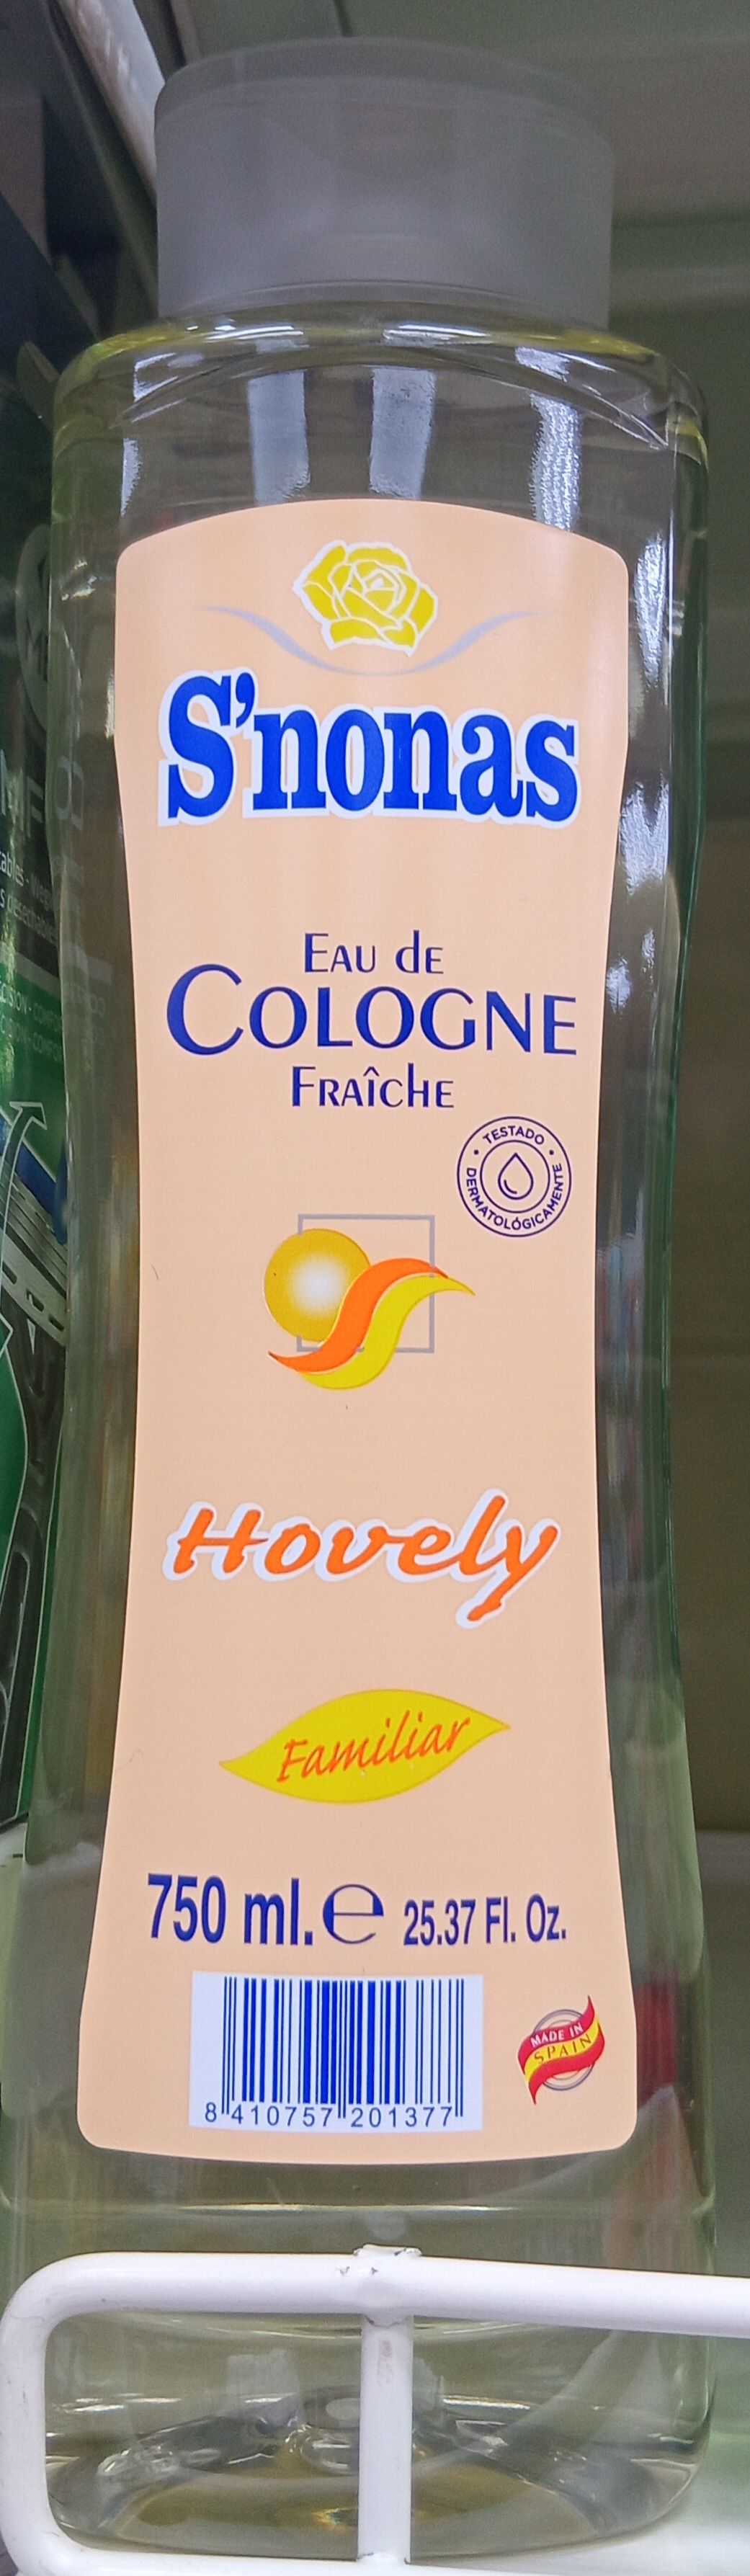 S'nonas
EAU dE
COLOGNE
FRAÎCHE
• TESTADO •
DERMATOLÓGICAMENTE
Hovely
Familiar
750 ml. ℮ 25.37 Fl. Oz.
MADE IN
SPAIN
8 410757 201377